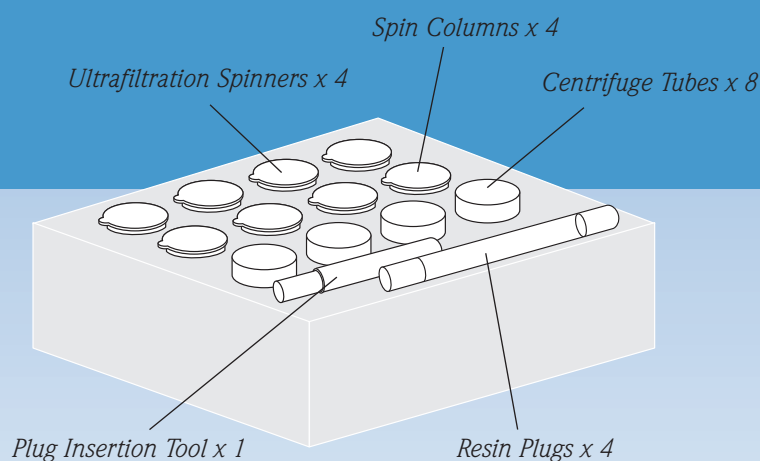 Spin Columns x 4
Ultrafiltration Spinners x 4
Centrifuge Tubes x 8
Plug Insertion Tool x 1
Resin Plugs x 4